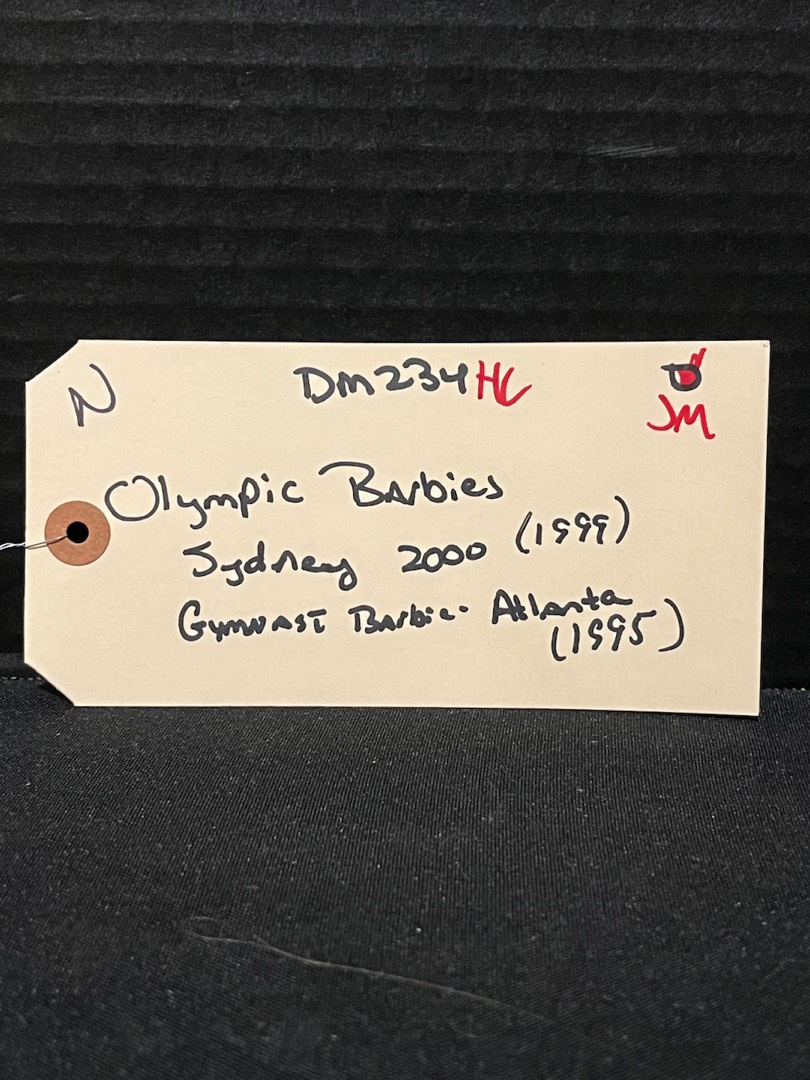 N DM234HC
JM
Olympic Barbies
Sydney 2000 (1999)
Gymnast Barbie - Atlanta
(1995)